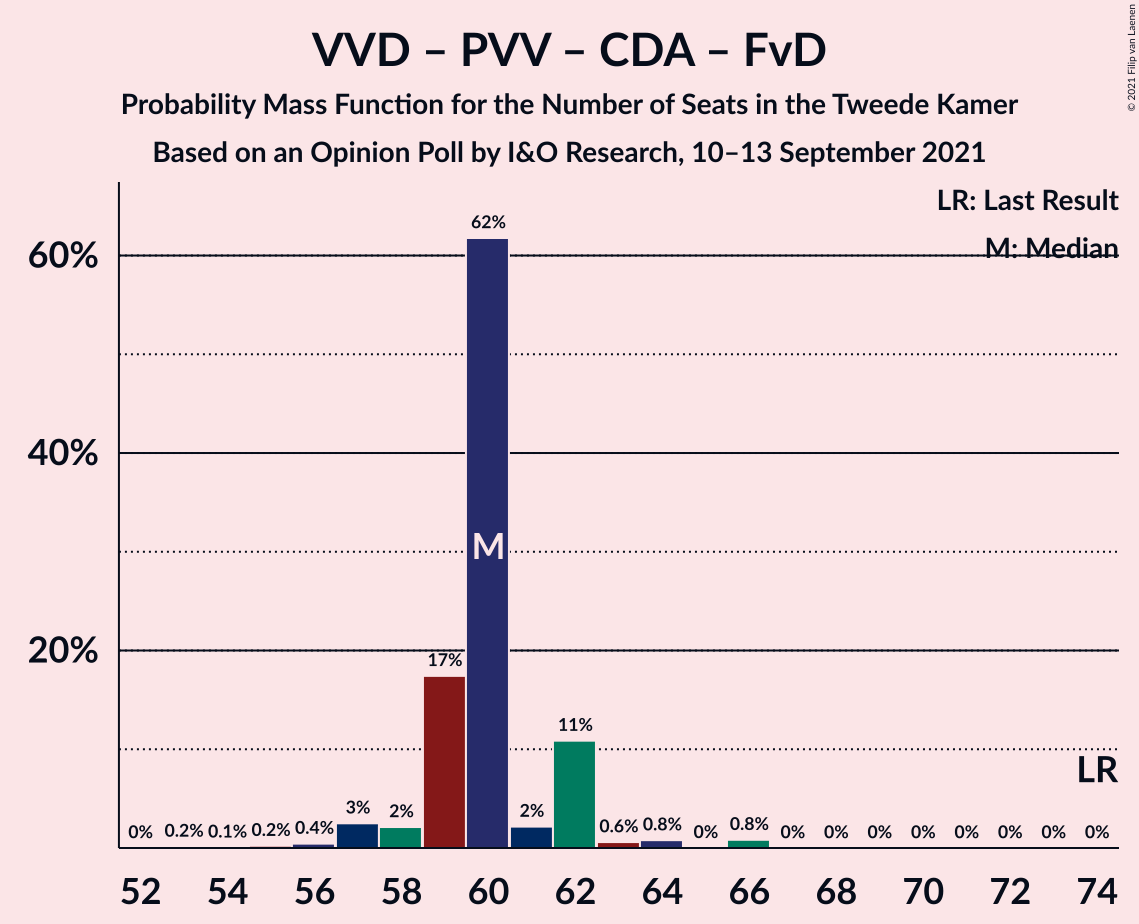 VVD – PVV – CDA – FvD
Probability Mass Function for the Number of Seats in the Tweede Kamer
Based on an Opinion Poll by I&O Research, 10–13 September 2021
© 2021 Filip van Laenen
LR: Last Result
M: Median
60%
40%
20%
0% 0.2% 0.1% 0.2% 0.4% 3% 2% 17% 62% 2% 11% 0.6% 0.8% 0% 0.8% 0% 0% 0% 0% 0% 0% 0% 0%
M
LR
52 54 56 58 60 62 64 66 68 70 72 74